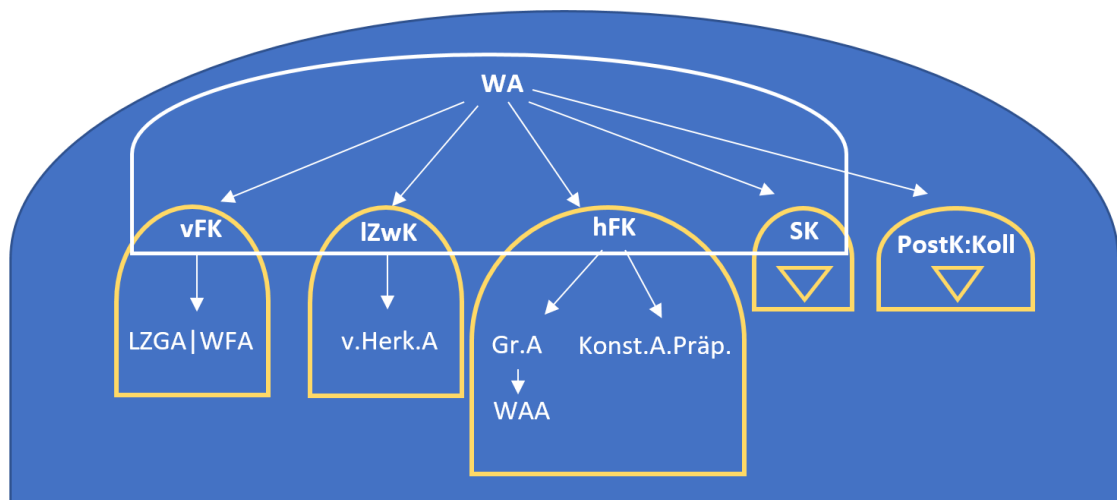 WA
vFK
lZwK
hFK
SK
PostK:Koll
LZGA|WFA
v.Herk.A
Gr.A
Konst.A.Präp.
WAA